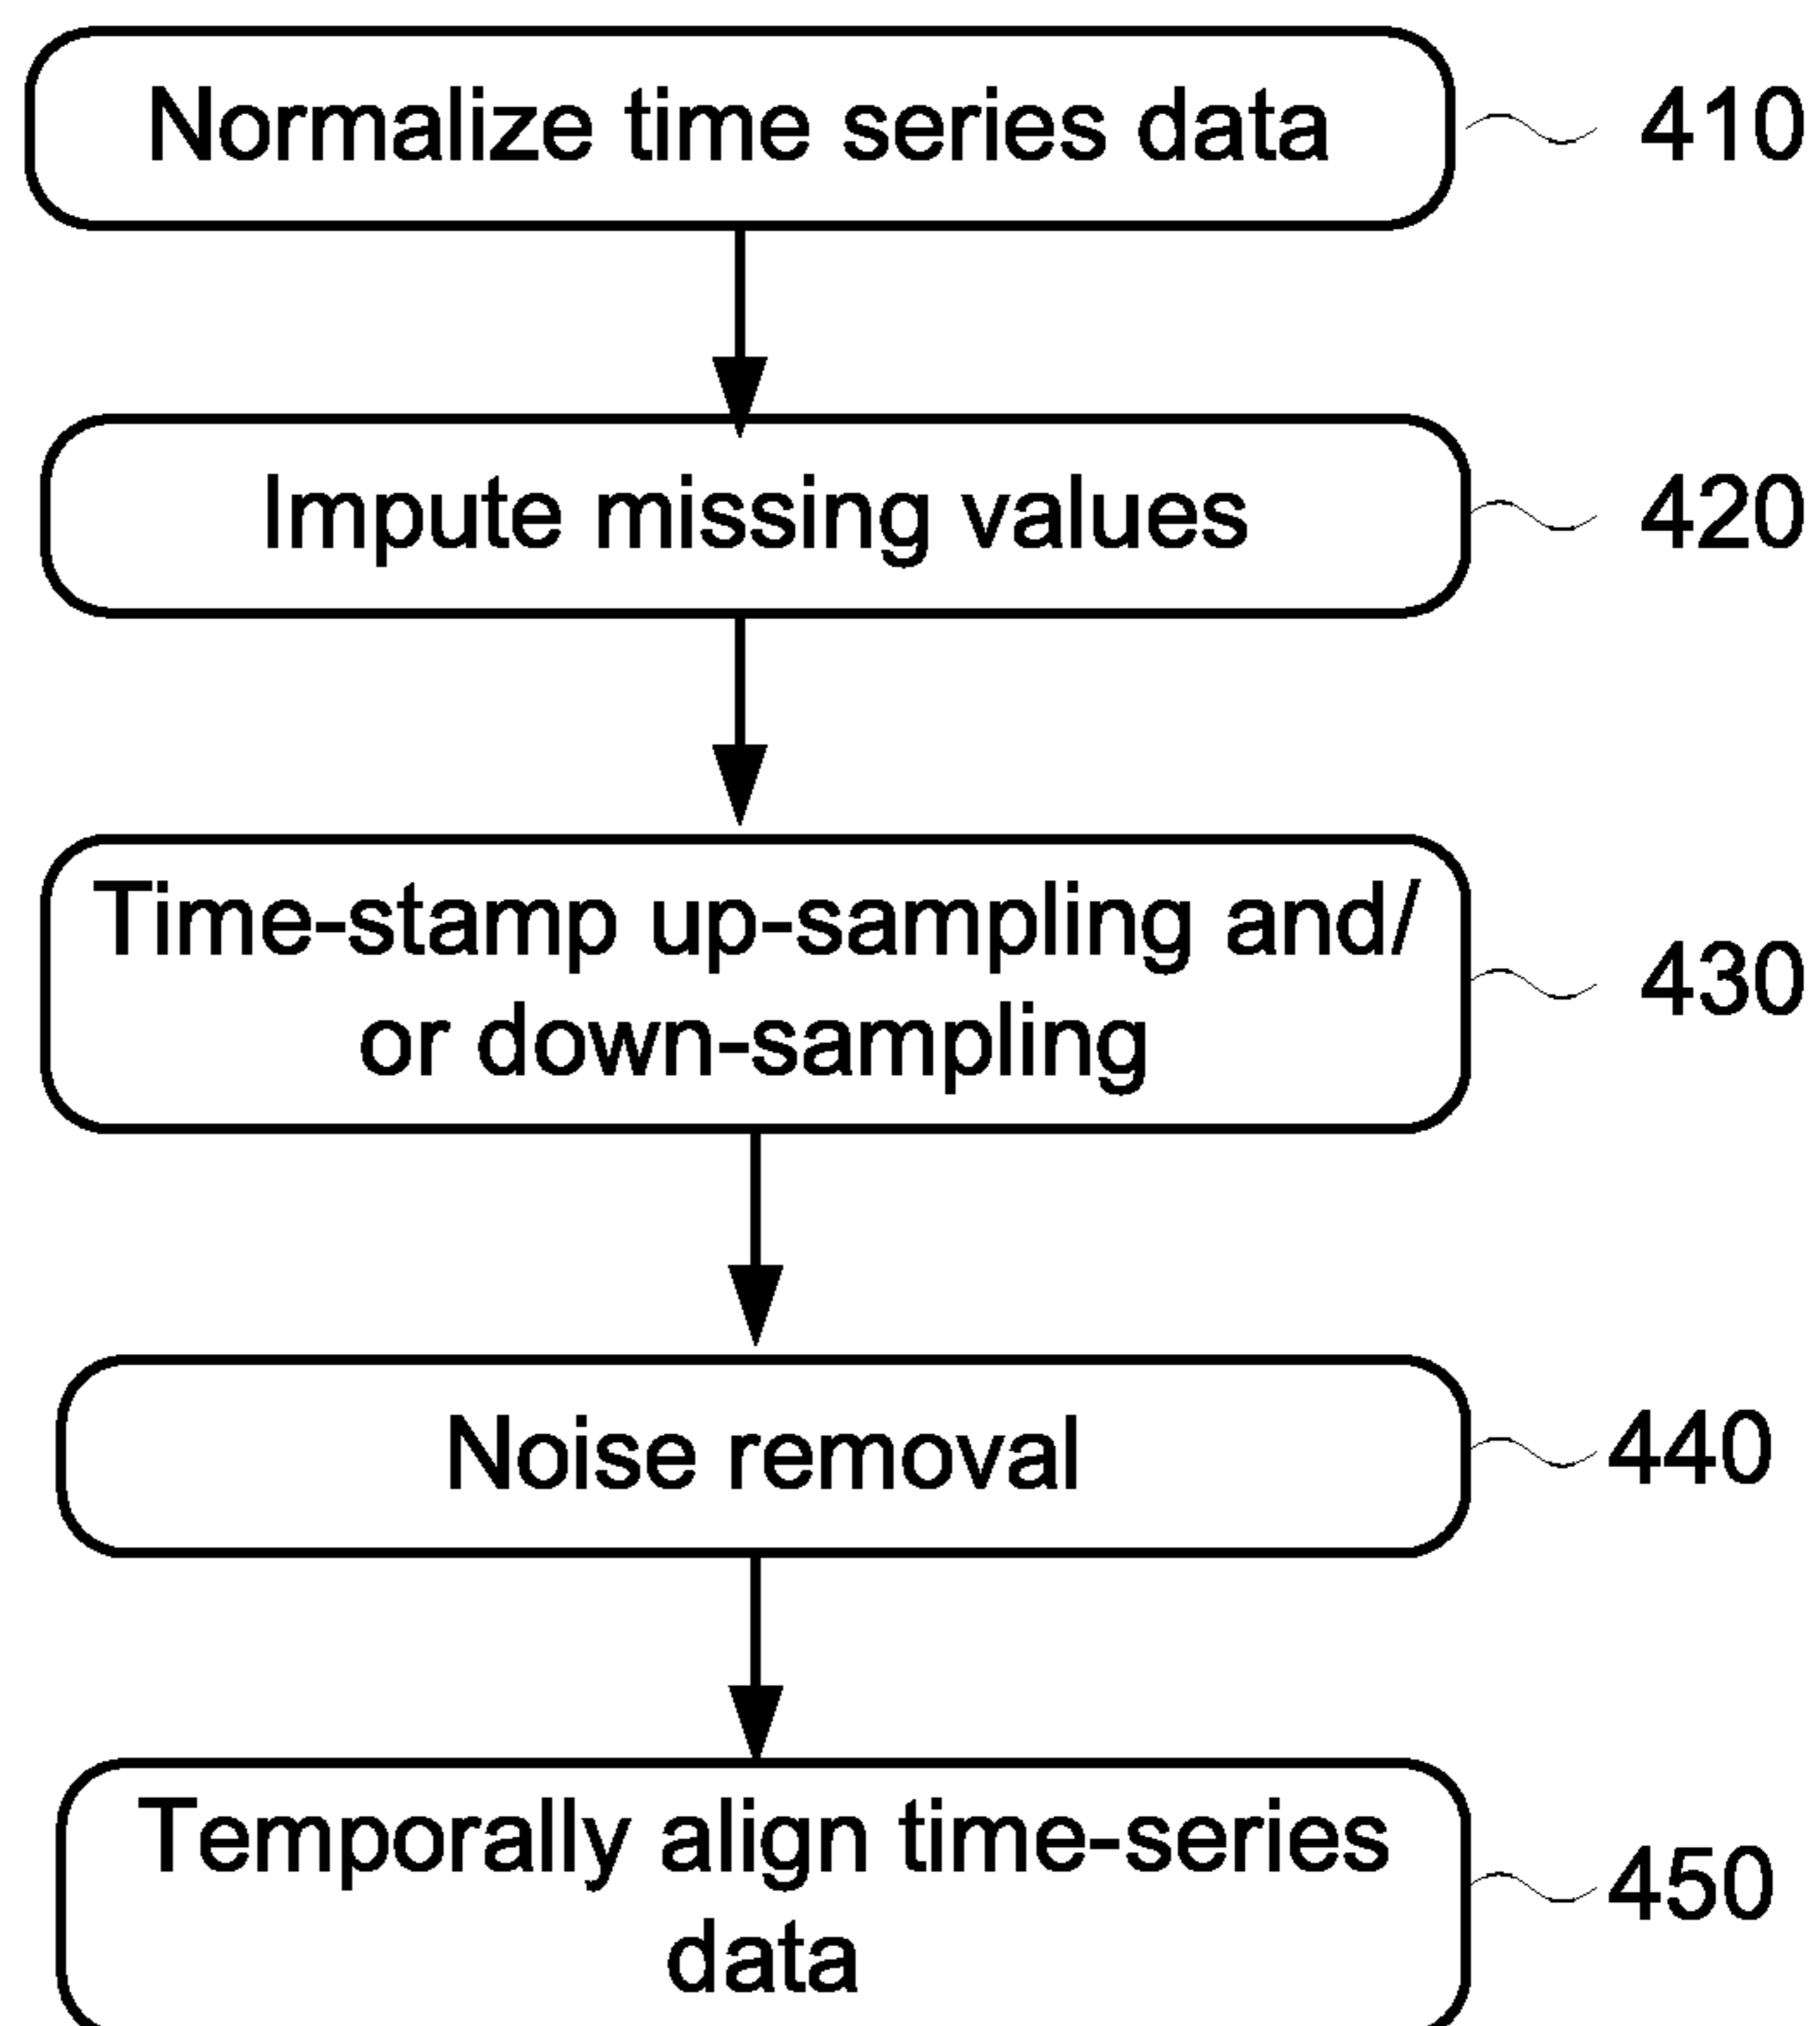 Normalize time series data
410
Impute missing values
420
Time-stamp up-sampling and/
or down-sampling
430
Noise removal
440
Temporally align time-series
data
450